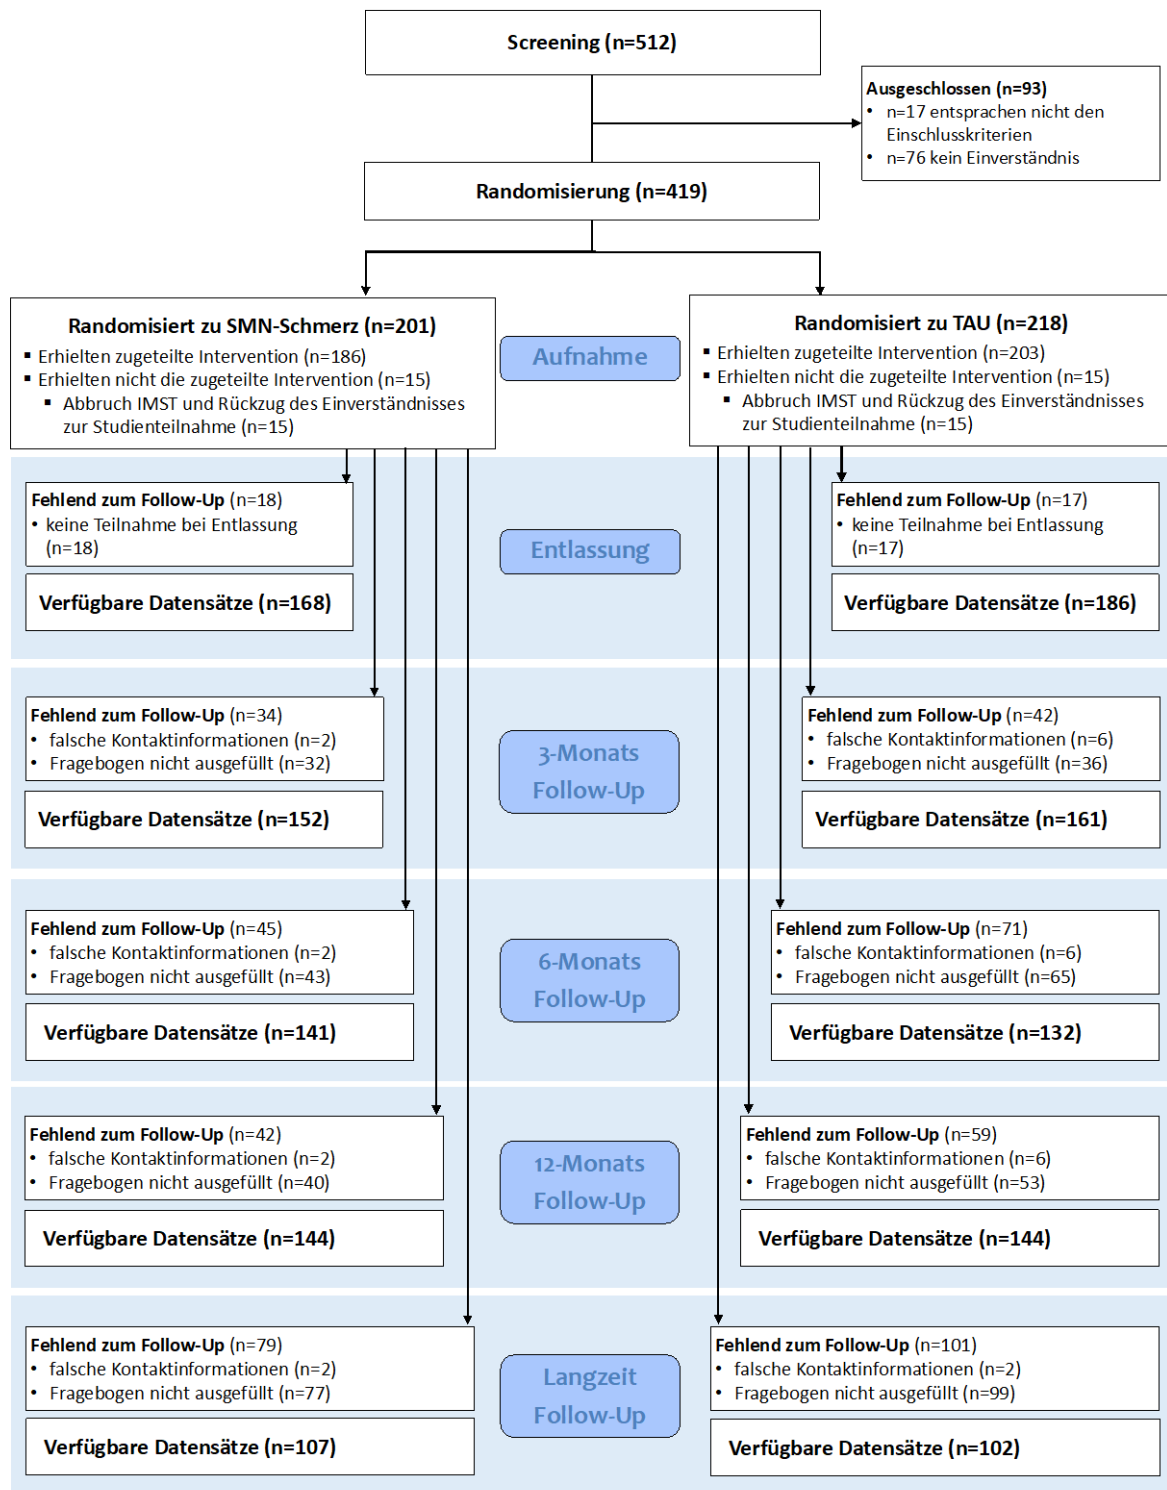 Screening (n=512)
Ausgeschlossen (n=93)
• n=17 entsprachen nicht den
Einschlusskriterien
• n=76 kein Einverständnis
Randomisierung (n=419)
Randomisiert zu SMN-Schmerz (n=201)
▪ Erhielten zugeteilte Intervention (n=186)
▪ Erhielten nicht die zugeteilte Intervention (n=15)
▪ Abbruch IMST und Rückzug des Einverständnisses
zur Studienteilnahme (n=15)
Aufnahme
Randomisiert zu TAU (n=218)
▪ Erhielten zugeteilte Intervention (n=203)
▪ Erhielten nicht die zugeteilte Intervention (n=15)
▪ Abbruch IMST und Rückzug des Einverständnisses
zur Studienteilnahme (n=15)
Fehlend zum Follow-Up (n=18)
• keine Teilnahme bei Entlassung
(n=18)
Verfügbare Datensätze (n=168)
Entlassung
Fehlend zum Follow-Up (n=17)
• keine Teilnahme bei Entlassung
(n=17)
Verfügbare Datensätze (n=186)
Fehlend zum Follow-Up (n=34)
• falsche Kontaktinformationen (n=2)
• Fragebogen nicht ausgefüllt (n=32)
Verfügbare Datensätze (n=152)
3-Monats
Follow-Up
Fehlend zum Follow-Up (n=42)
• falsche Kontaktinformationen (n=6)
• Fragebogen nicht ausgefüllt (n=36)
Verfügbare Datensätze (n=161)
Fehlend zum Follow-Up (n=45)
• falsche Kontaktinformationen (n=2)
• Fragebogen nicht ausgefüllt (n=43)
Verfügbare Datensätze (n=141)
6-Monats
Follow-Up
Fehlend zum Follow-Up (n=71)
• falsche Kontaktinformationen (n=6)
• Fragebogen nicht ausgefüllt (n=65)
Verfügbare Datensätze (n=132)
Fehlend zum Follow-Up (n=42)
• falsche Kontaktinformationen (n=2)
• Fragebogen nicht ausgefüllt (n=40)
Verfügbare Datensätze (n=144)
12-Monats
Follow-Up
Fehlend zum Follow-Up (n=59)
• falsche Kontaktinformationen (n=6)
• Fragebogen nicht ausgefüllt (n=53)
Verfügbare Datensätze (n=144)
Fehlend zum Follow-Up (n=79)
• falsche Kontaktinformationen (n=2)
• Fragebogen nicht ausgefüllt (n=77)
Verfügbare Datensätze (n=107)
Langzeit
Follow-Up
Fehlend zum Follow-Up (n=101)
• falsche Kontaktinformationen (n=2)
• Fragebogen nicht ausgefüllt (n=99)
Verfügbare Datensätze (n=102)